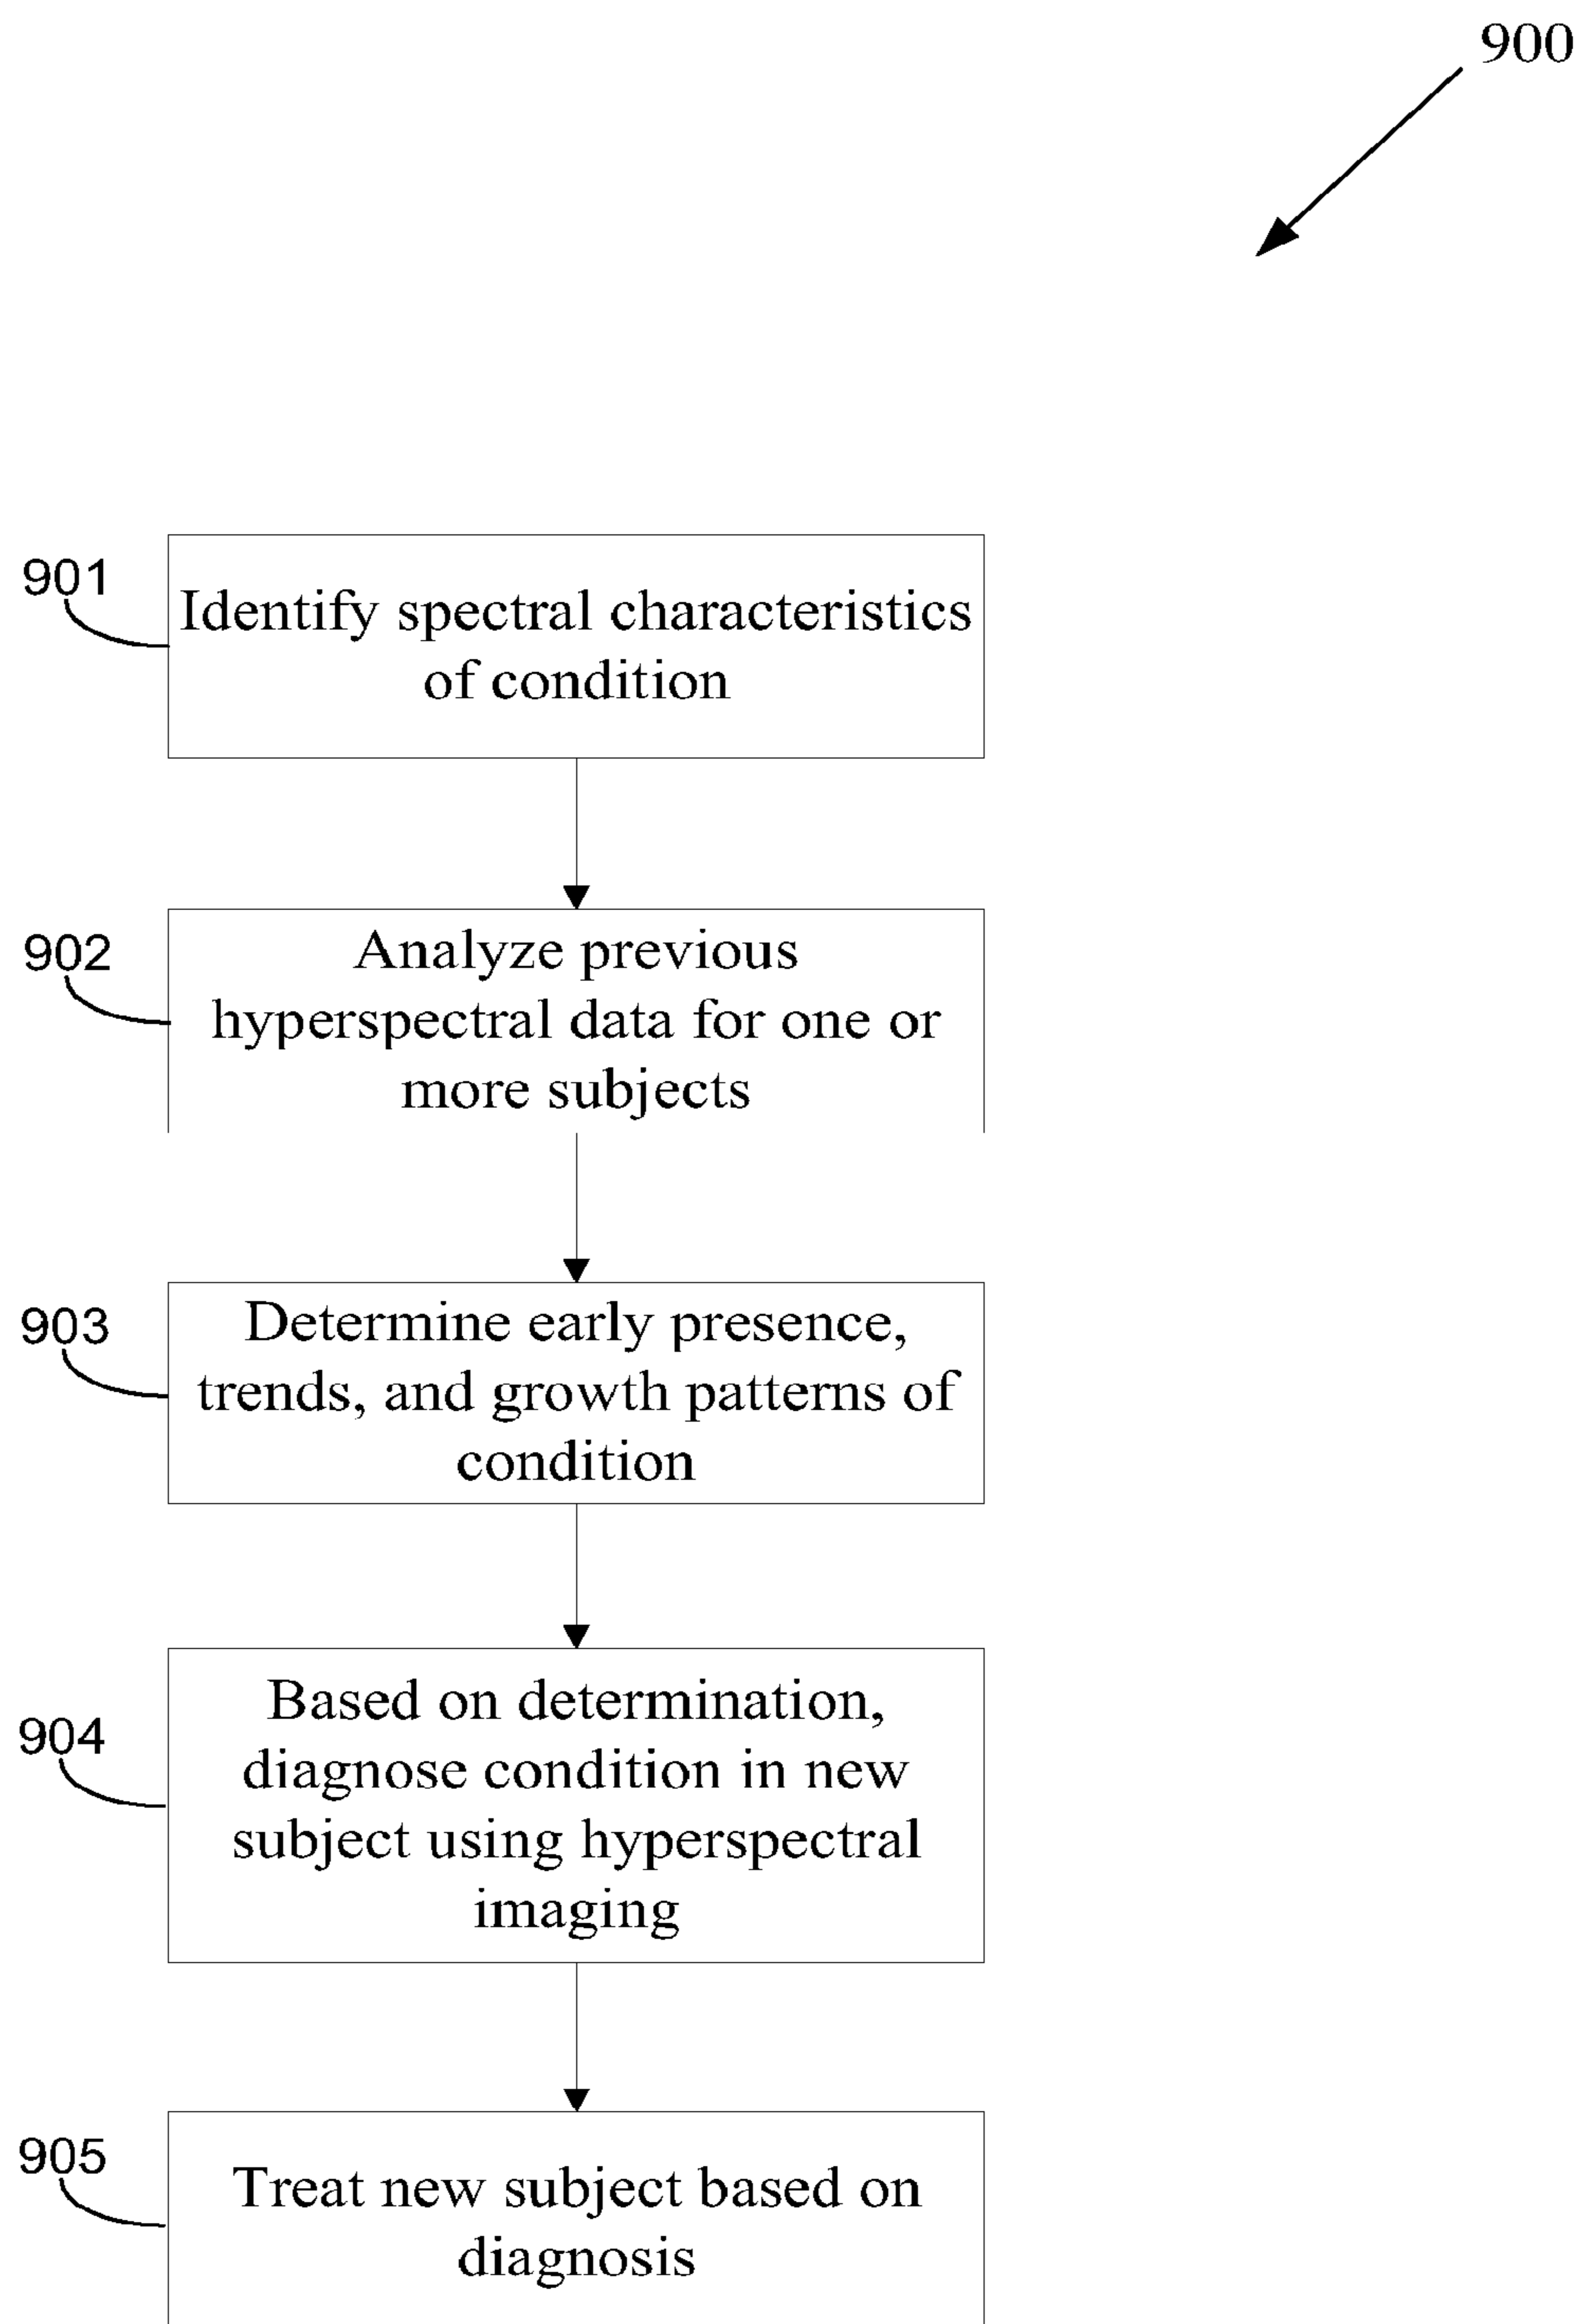 900
901
Identify spectral characteristics
of condition
902
Analyze previous
hyperspectral data for one or
more subjects
903
Determine early presence,
trends, and growth patterns of
condition
904
Based on determination,
diagnose condition in new
subject using hyperspectral
imaging
905
Treat new subject based on
diagnosis